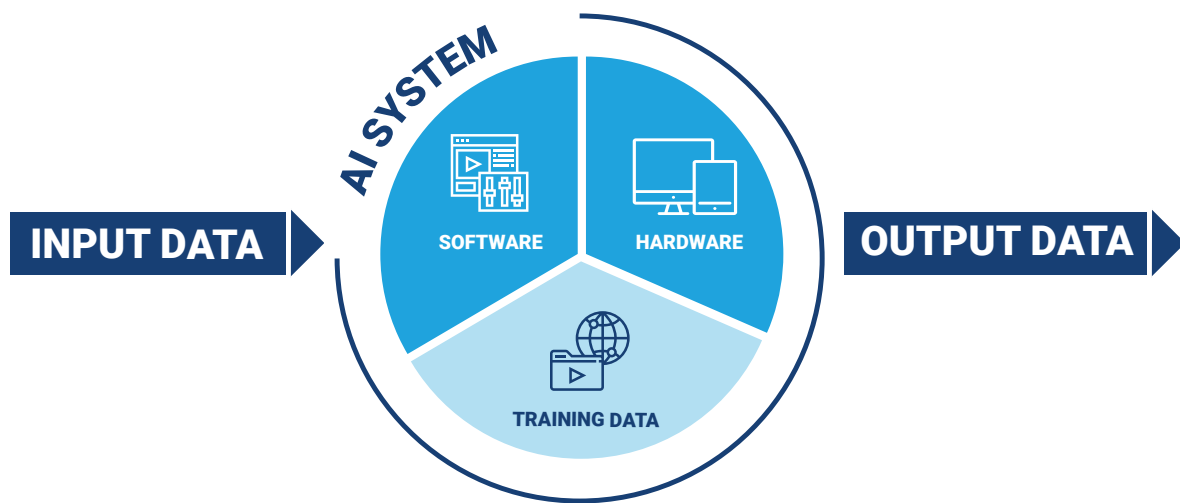 AI SYSTEM
INPUT DATA
SOFTWARE
HARDWARE
TRAINING DATA
OUTPUT DATA